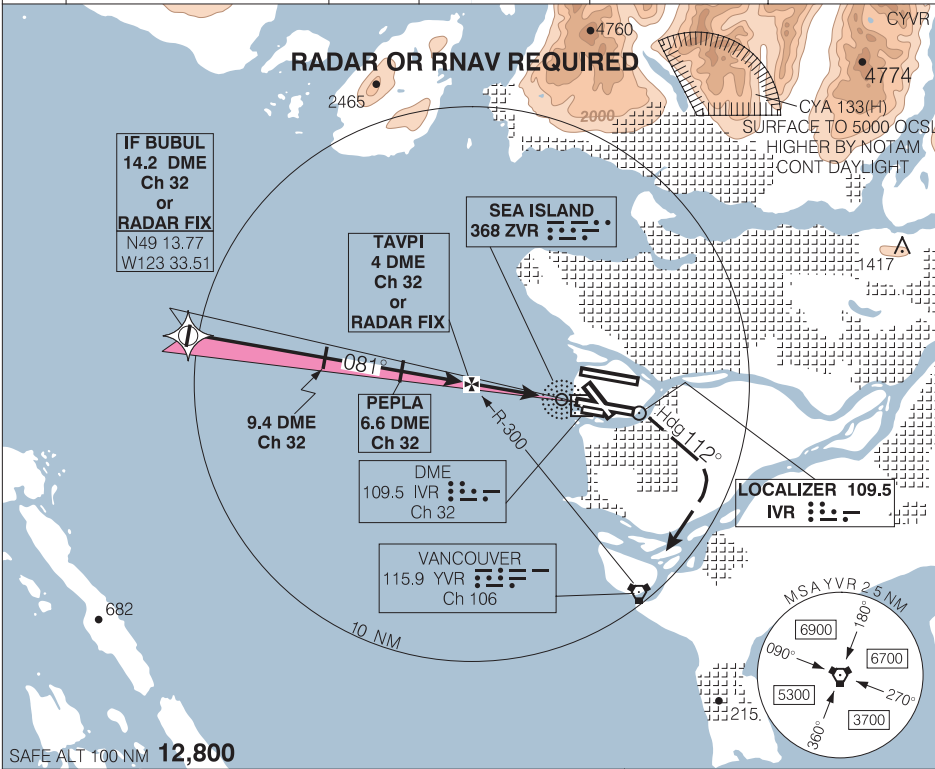 CYVR
RADAR OR RNAV REQUIRED
4760
4774
2465
2000
CYA 133(H)
SURFACE TO 5000 OCSL
HIGHER BY NOTAM
CONT DAYLIGHT
IF BUBUL
14.2 DME
Ch 32
or
RADAR FIX
N49 13.77
W123 33.51
SEA ISLAND
368 ZVR
TAVPI
4 DME
Ch 32
or
RADAR FIX
1417
081°
9.4 DME
Ch 32
PEPLA
6.6 DME
Ch 32
R-300
Hdg 112°
DME
109.5 IVR
Ch 32
LOCALIZER 109.5
IVR
VANCOUVER
115.9 YVR
Ch 106
682
10 NM
MSA YVR 25 NM
180°
6900
090°
6700
5300
270°
3700
360°
215
SAFE ALT 100 NM 12,800